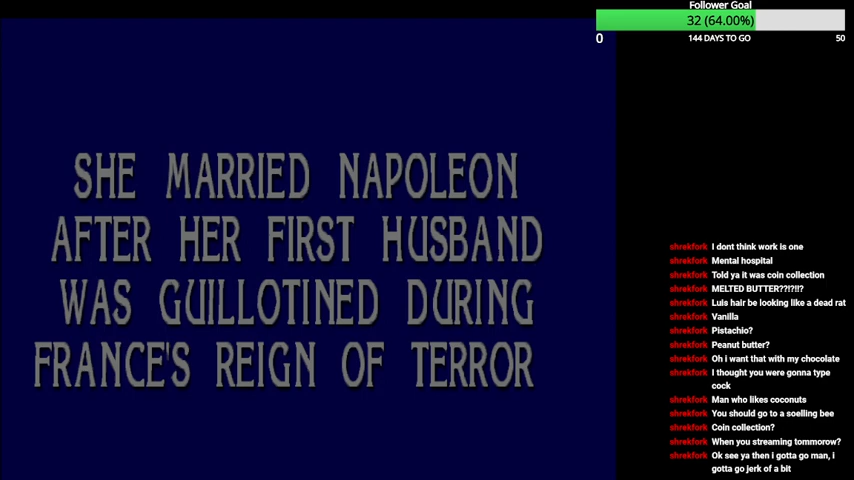 Follower Goal
32 (64.00%)
0
144 DAYS TO GO
50
SHE MARRIED NAPOLEON
AFTER HER FIRST HUSBAND
WAS GUILLOTINED DURING
FRANCE'S REIGN OF TERROR
shrekfork I dont think work is one
shrekfork Mental hospital
shrekfork Told ya it was coin collection
shrekfork MELTED BUTTER??!?!!?
shrekfork Luis hair be looking like a dead rat
shrekfork Vanilla
shrekfork Pistachio?
shrekfork Peanut butter?
shrekfork Oh i want that with my chocolate
shrekfork I thought you were gonna type
cock
shrekfork Man who likes coconuts
shrekfork You should go to a soelling bee
shrekfork Coin collection?
shrekfork When you streaming tommorow?
shrekfork Ok see ya then i gotta go man, i
gotta go jerk of a bit